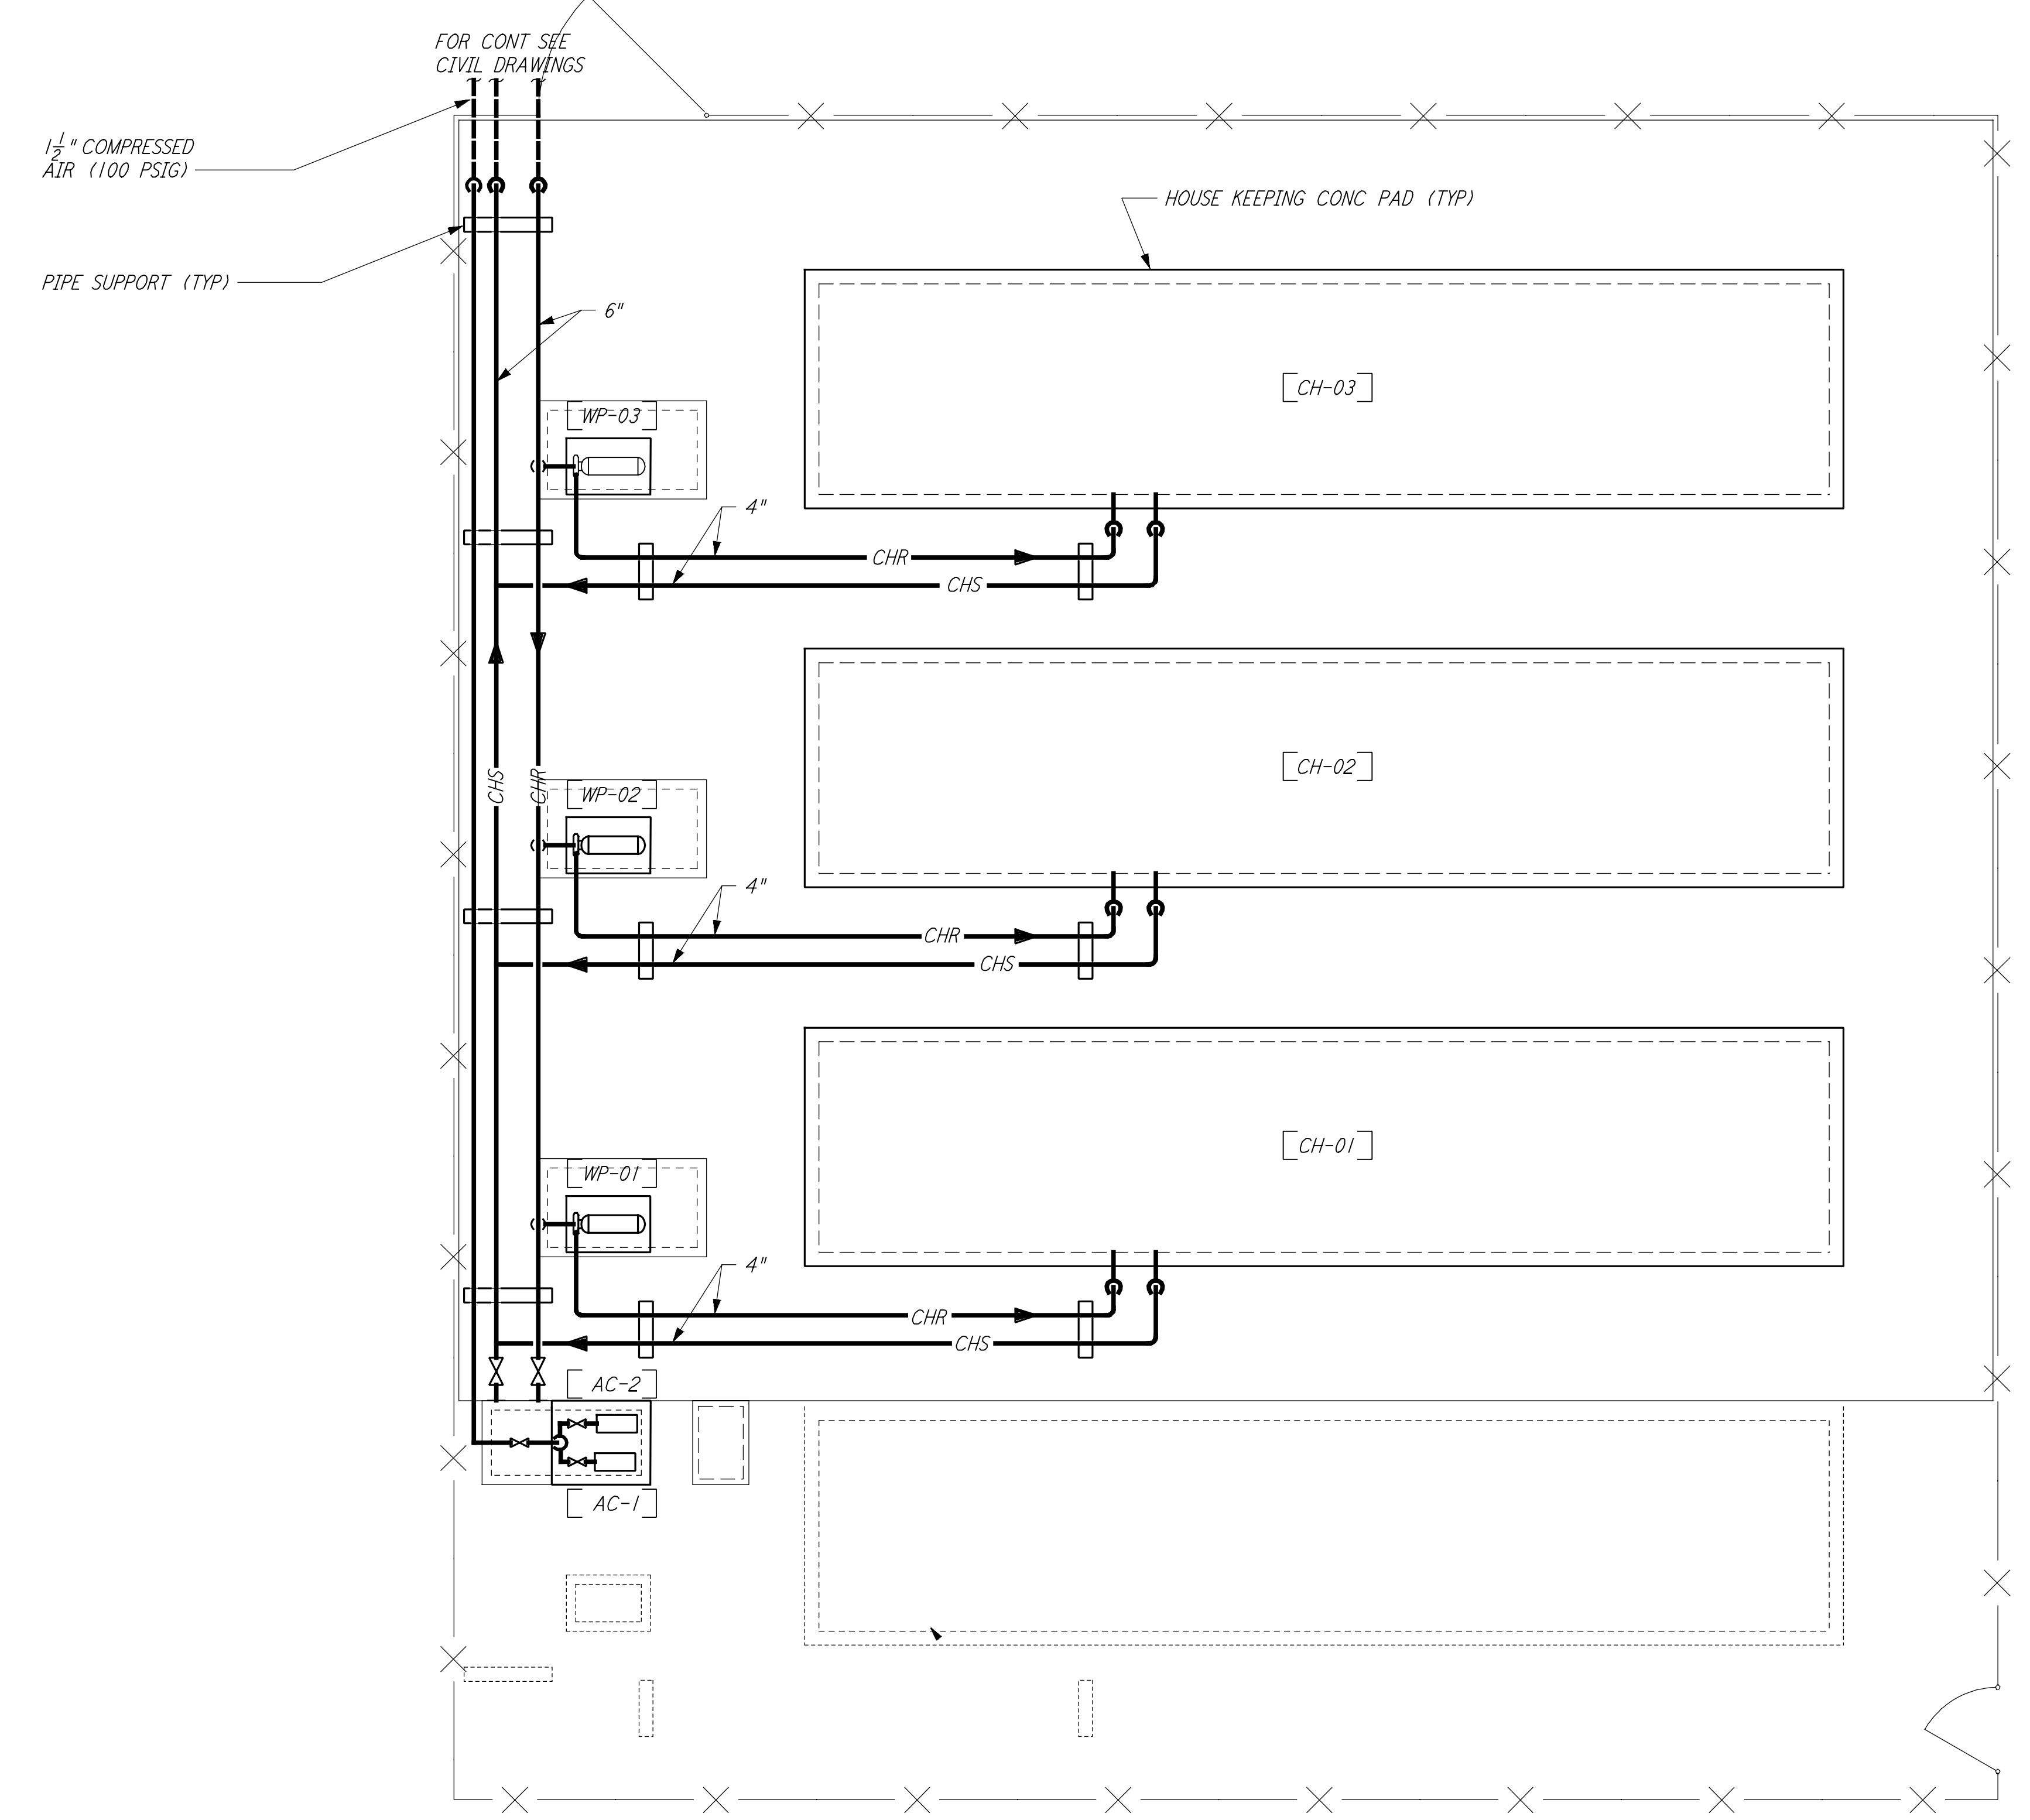 FOR CONT SEE
CIVIL DRAWINGS
1 1/2" COMPRESSED
AIR (100 PSIG)
HOUSE KEEPING CONC PAD (TYP)
PIPE SUPPORT (TYP)
6"
CH-03
WP-03
4"
CHR
CHS
CH-02
CHS
CHR
WP-02
4"
CHR
CHS
CH-01
WP-01
4"
CHR
CHS
AC-2
AC-1